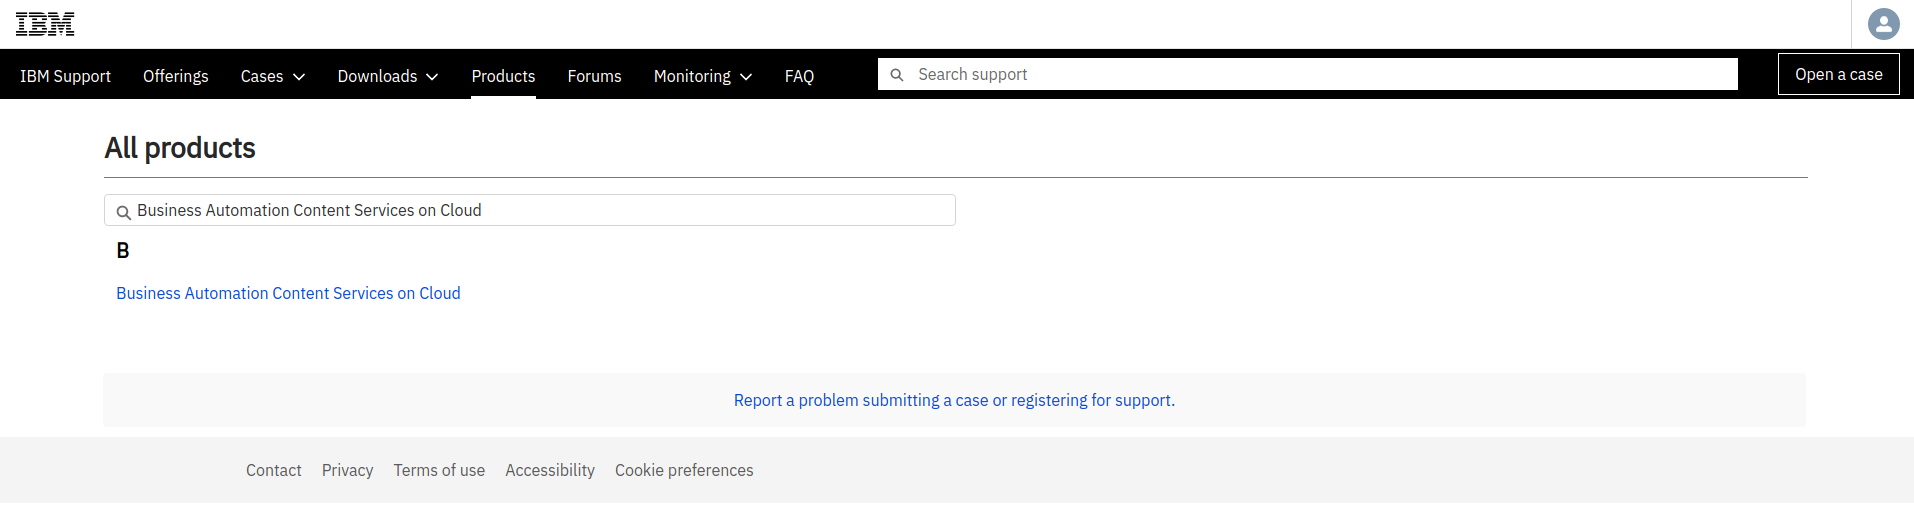 IBM
IBM Support Offerings Cases Downloads Products Forums Monitoring FAQ Search support Open a case
All products
Business Automation Content Services on Cloud
B
Business Automation Content Services on Cloud
Report a problem submitting a case or registering for support.
Contact Privacy Terms of use Accessibility Cookie preferences